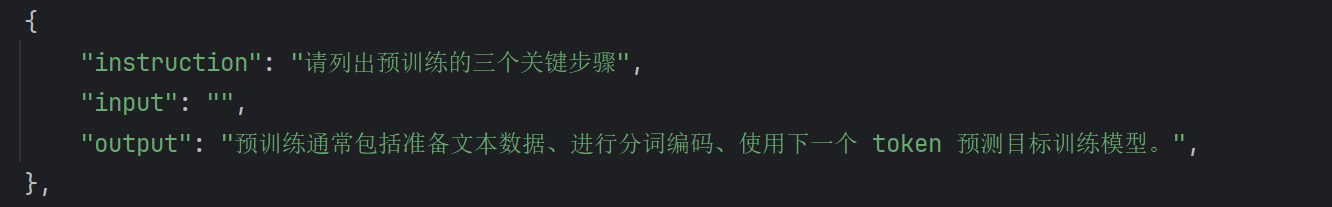 {
"instruction": "请列出预训练的三个关键步骤",
"input": "",
"output": "预训练通常包括准备文本数据、进行分词编码、使用下一个 token 预测目标训练模型。",
},